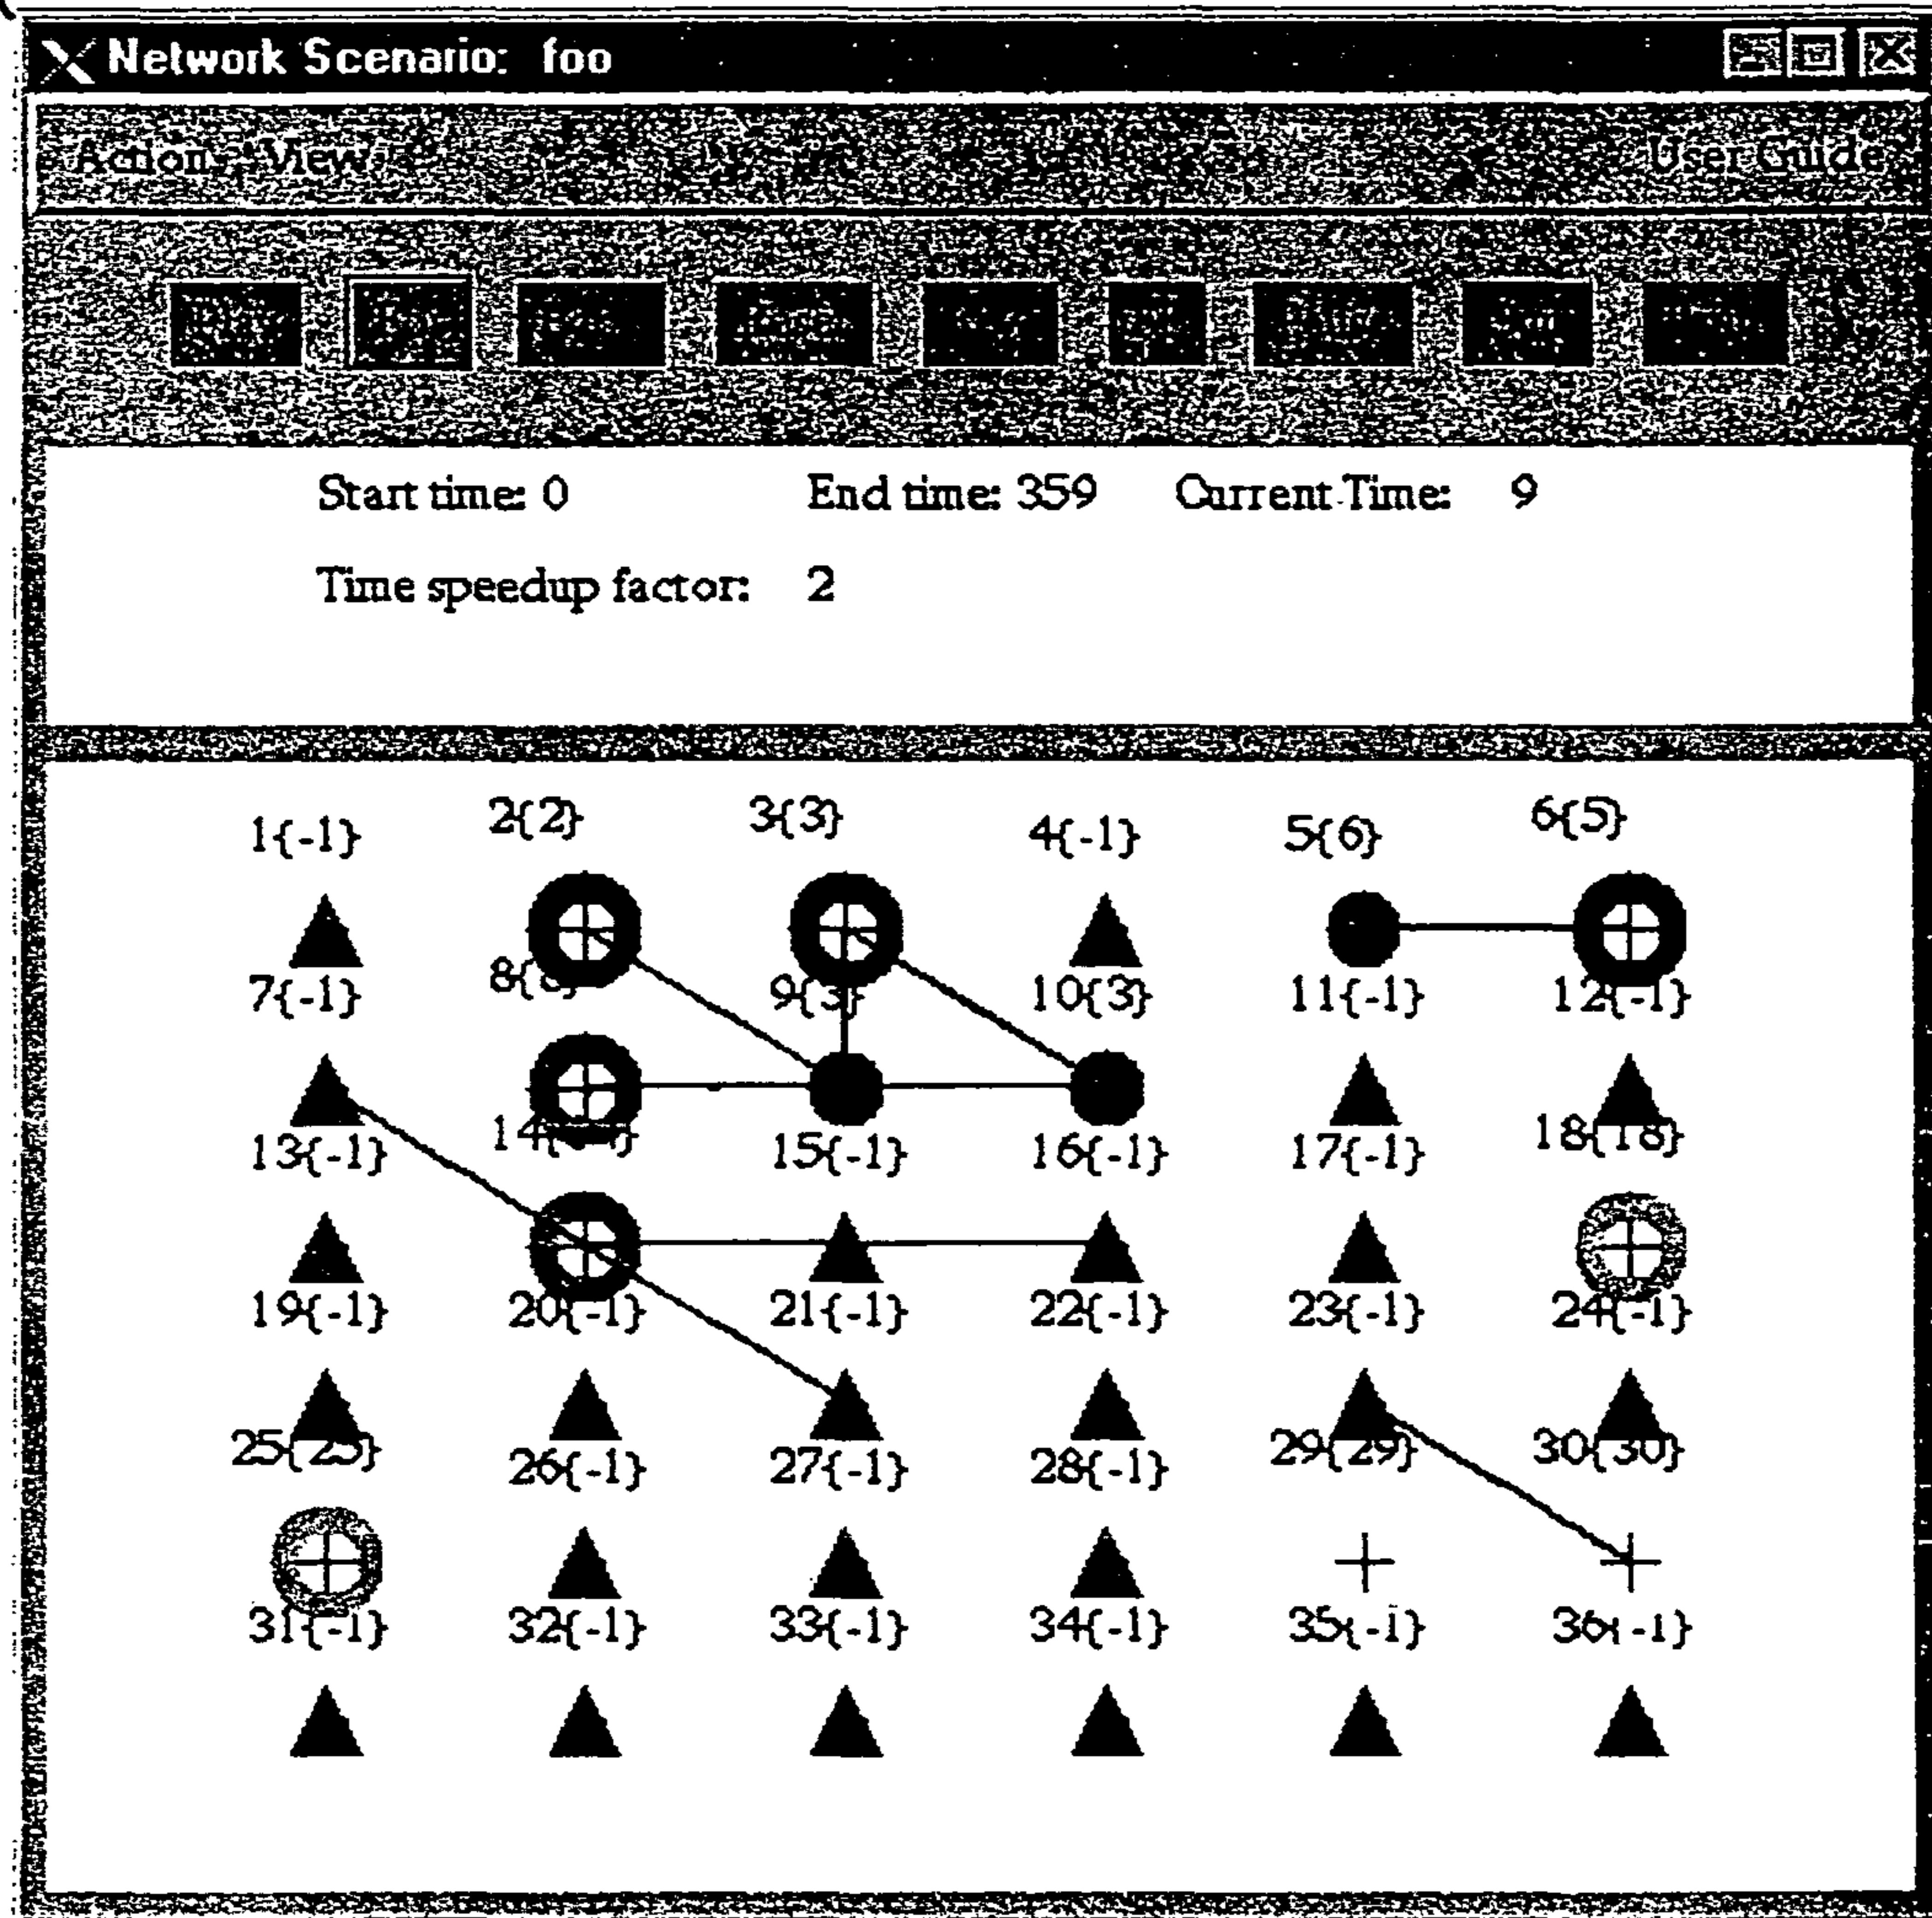 Network Scenario: foo
Action View User Guide
Start time: 0 End time: 359 Current Time: 9
Time speedup factor: 2
1{-1} 2{2} 3{3} 4{-1} 5{6} 6{5}
7{-1} 9{3} 10{3} 11{-1} 12{-1}
13{-1} 15{-1} 16{-1} 17{-1} 18{18}
19{-1} 20{-1} 21{-1} 22{-1} 23{-1} 24{-1}
25{25} 26{-1} 27{-1} 28{-1} 29{29} 30{30}
31{-1} 32{-1} 33{-1} 34{-1} 35{-1} 36{-1}